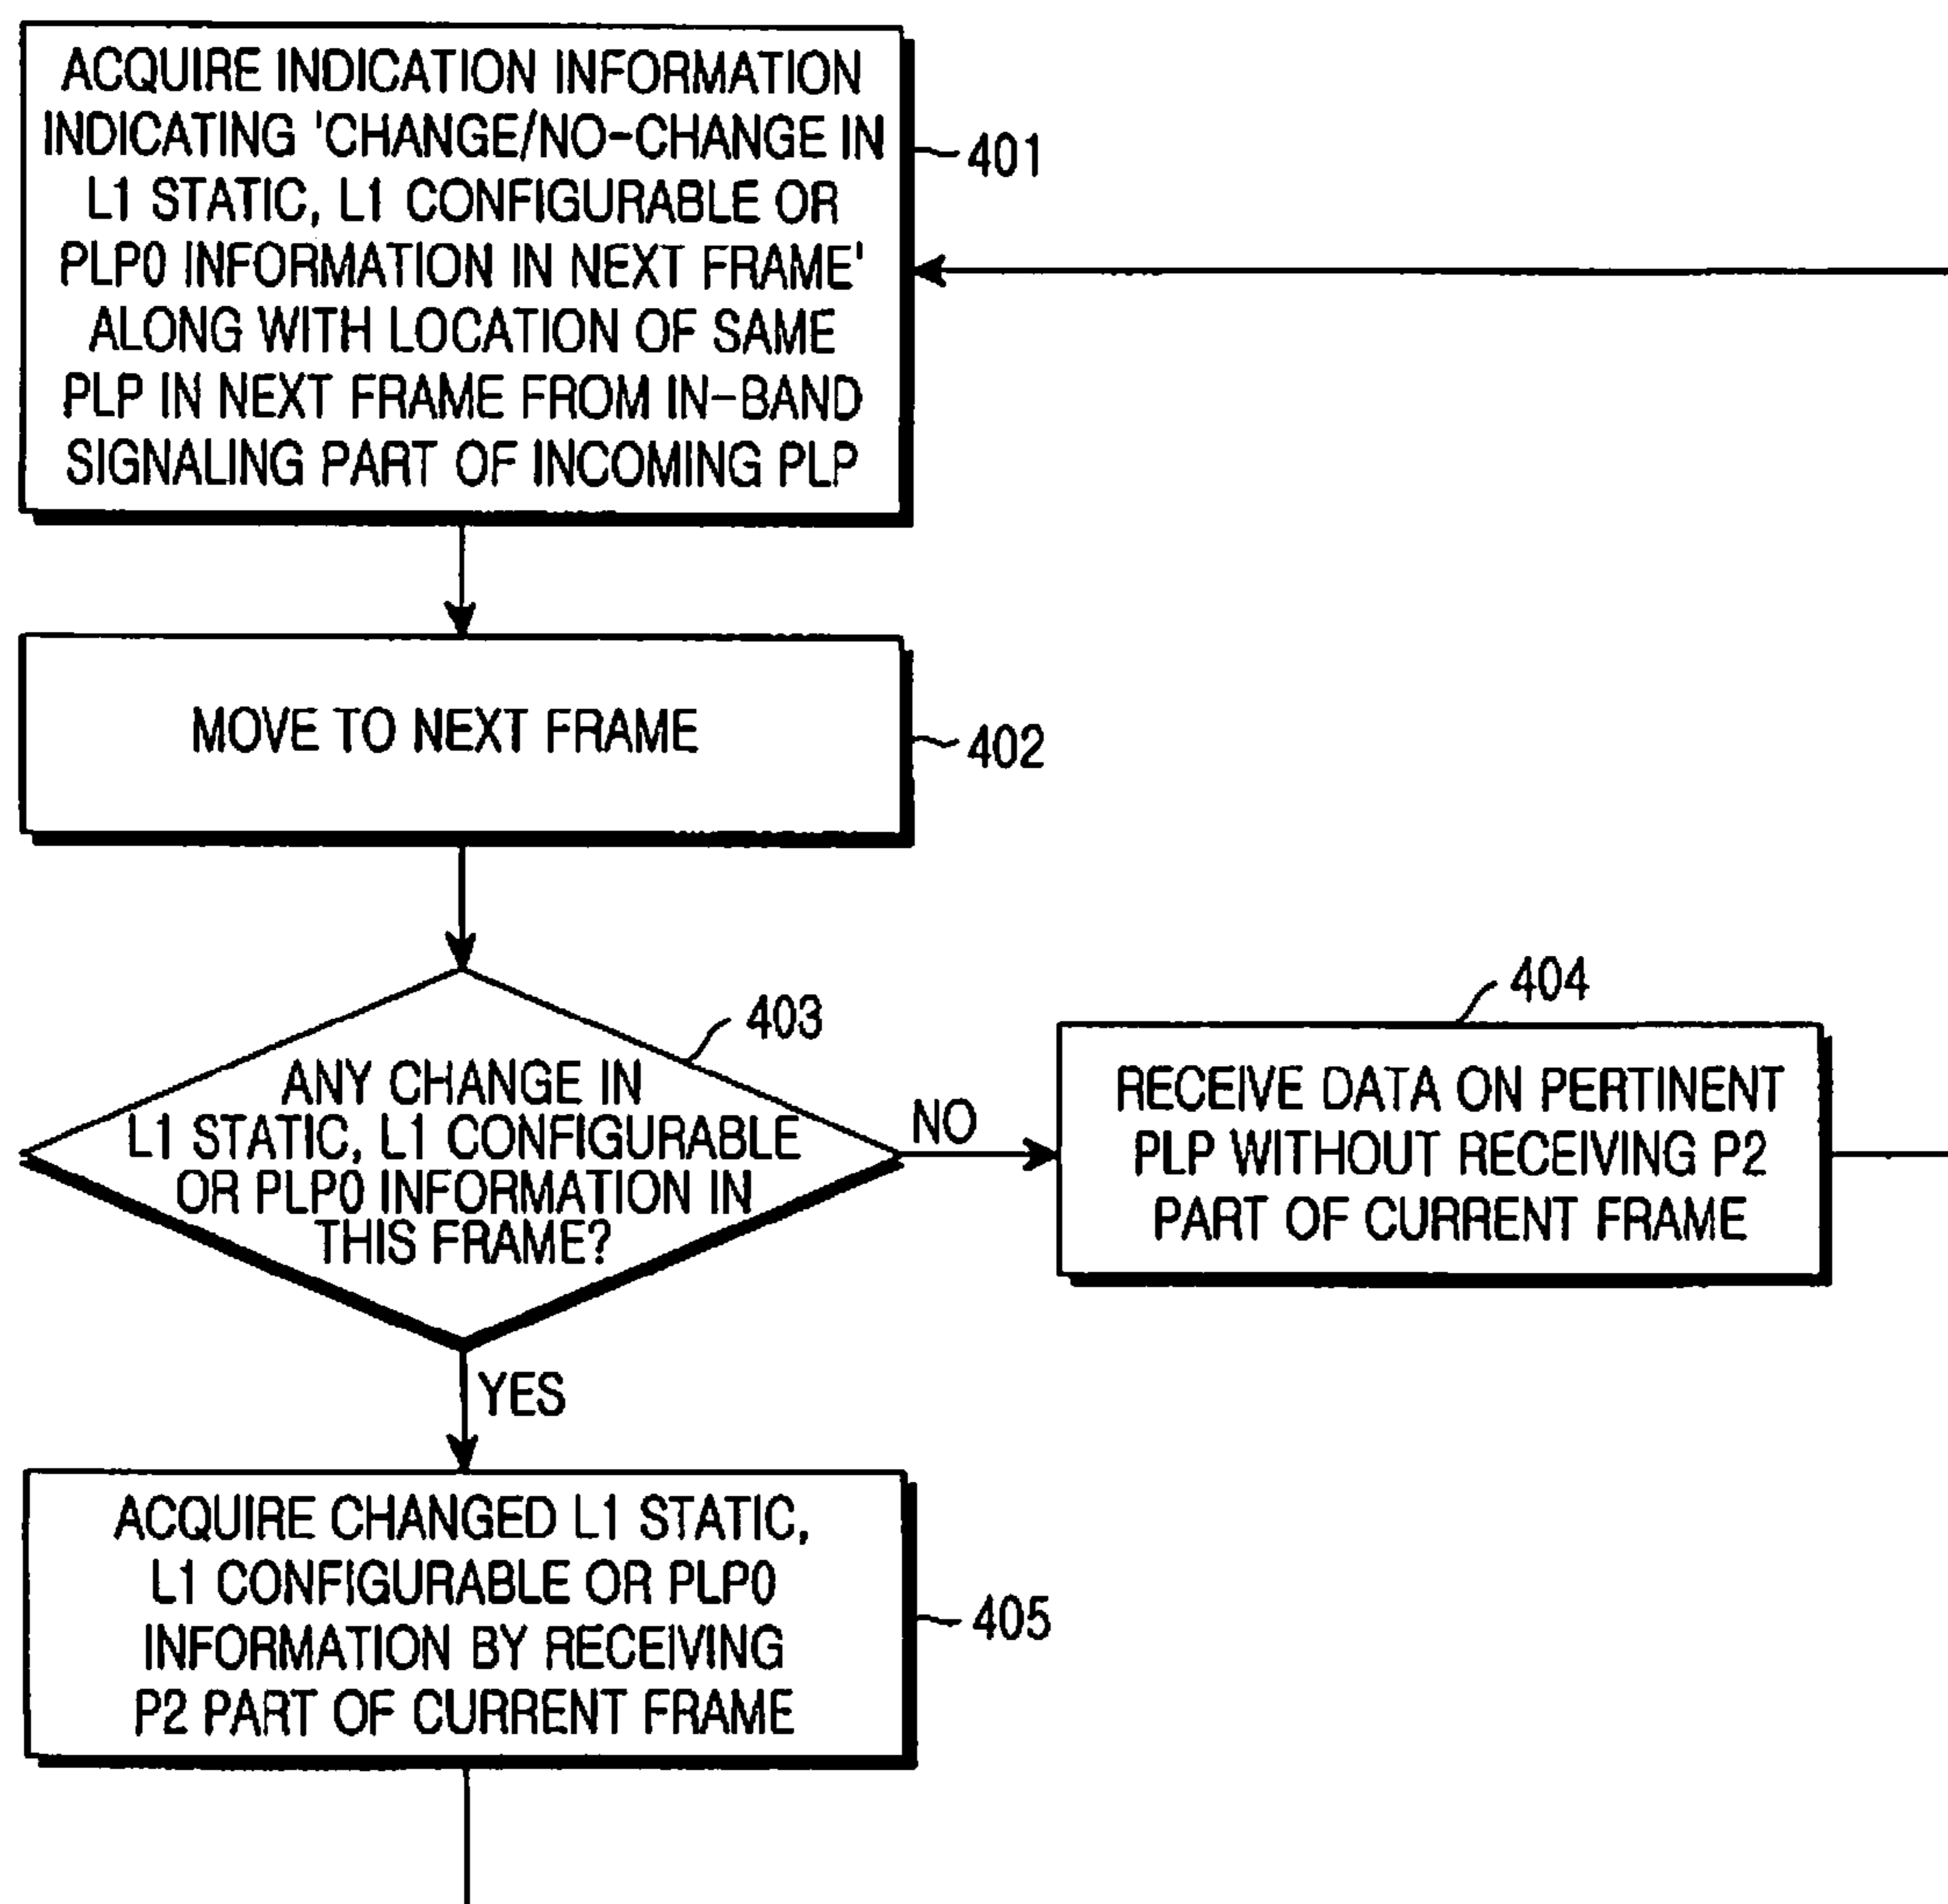 ACQUIRE INDICATION INFORMATION
INDICATING 'CHANGE/NO-CHANGE IN
L1 STATIC, L1 CONFIGURABLE OR
PLP0 INFORMATION IN NEXT FRAME'
ALONG WITH LOCATION OF SAME
PLP IN NEXT FRAME FROM IN-BAND
SIGNALING PART OF INCOMING PLP
401
MOVE TO NEXT FRAME
402
403
ANY CHANGE IN
L1 STATIC, L1 CONFIGURABLE
OR PLP0 INFORMATION IN
THIS FRAME?
NO
404
RECEIVE DATA ON PERTINENT
PLP WITHOUT RECEIVING P2
PART OF CURRENT FRAME
YES
ACQUIRE CHANGED L1 STATIC,
L1 CONFIGURABLE OR PLP0
INFORMATION BY RECEIVING
P2 PART OF CURRENT FRAME
405